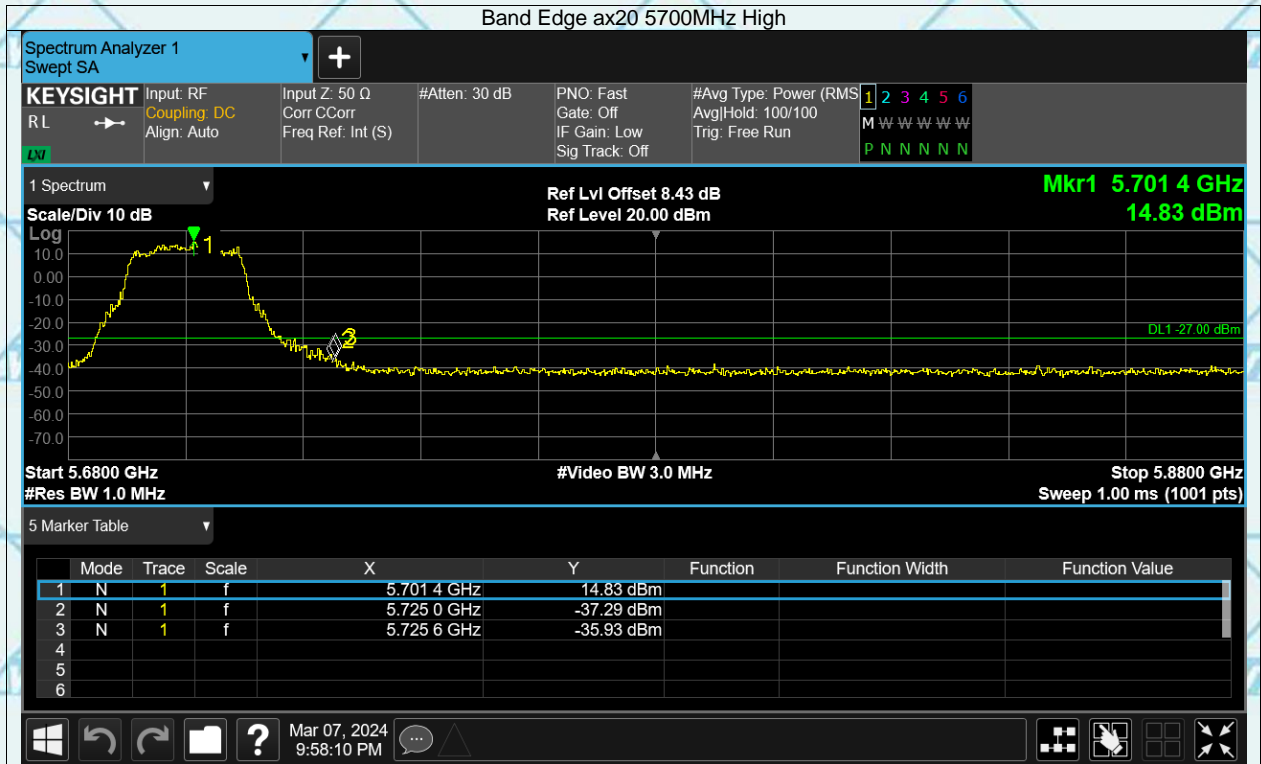 Band Edge ax20 5700MHz High
Spectrum Analyzer 1
Swept SA
+
KEYSIGHT
R L
LXI
Input: RF
Coupling: DC
Align: Auto
Input Z: 50 Ω
Corr CCorr
Freq Ref: Int (S)
#Atten: 30 dB
PNO: Fast
Gate: Off
IF Gain: Low
Sig Track: Off
#Avg Type: Power (RMS
Avg|Hold: 100/100
Trig: Free Run
1 2 3 4 5 6
M W W W W W
P N N N N N
1 Spectrum
Scale/Div 10 dB
Ref Lvl Offset 8.43 dB
Ref Level 20.00 dBm
Mkr1 5.701 4 GHz
14.83 dBm
Log
10.0
0.00
-10.0
-20.0
-30.0
-40.0
-50.0
-60.0
-70.0
1
3
DL1 -27.00 dBm
Start 5.6800 GHz
#Video BW 3.0 MHz
Stop 5.8800 GHz
#Res BW 1.0 MHz
Sweep 1.00 ms (1001 pts)
5 Marker Table
Mode Trace Scale X Y Function Function Width Function Value
1 N 1 f 5.701 4 GHz 14.83 dBm
2 N 1 f 5.725 0 GHz -37.29 dBm
3 N 1 f 5.725 6 GHz -35.93 dBm
4
5
6
?
Mar 07, 2024
9:58:10 PM